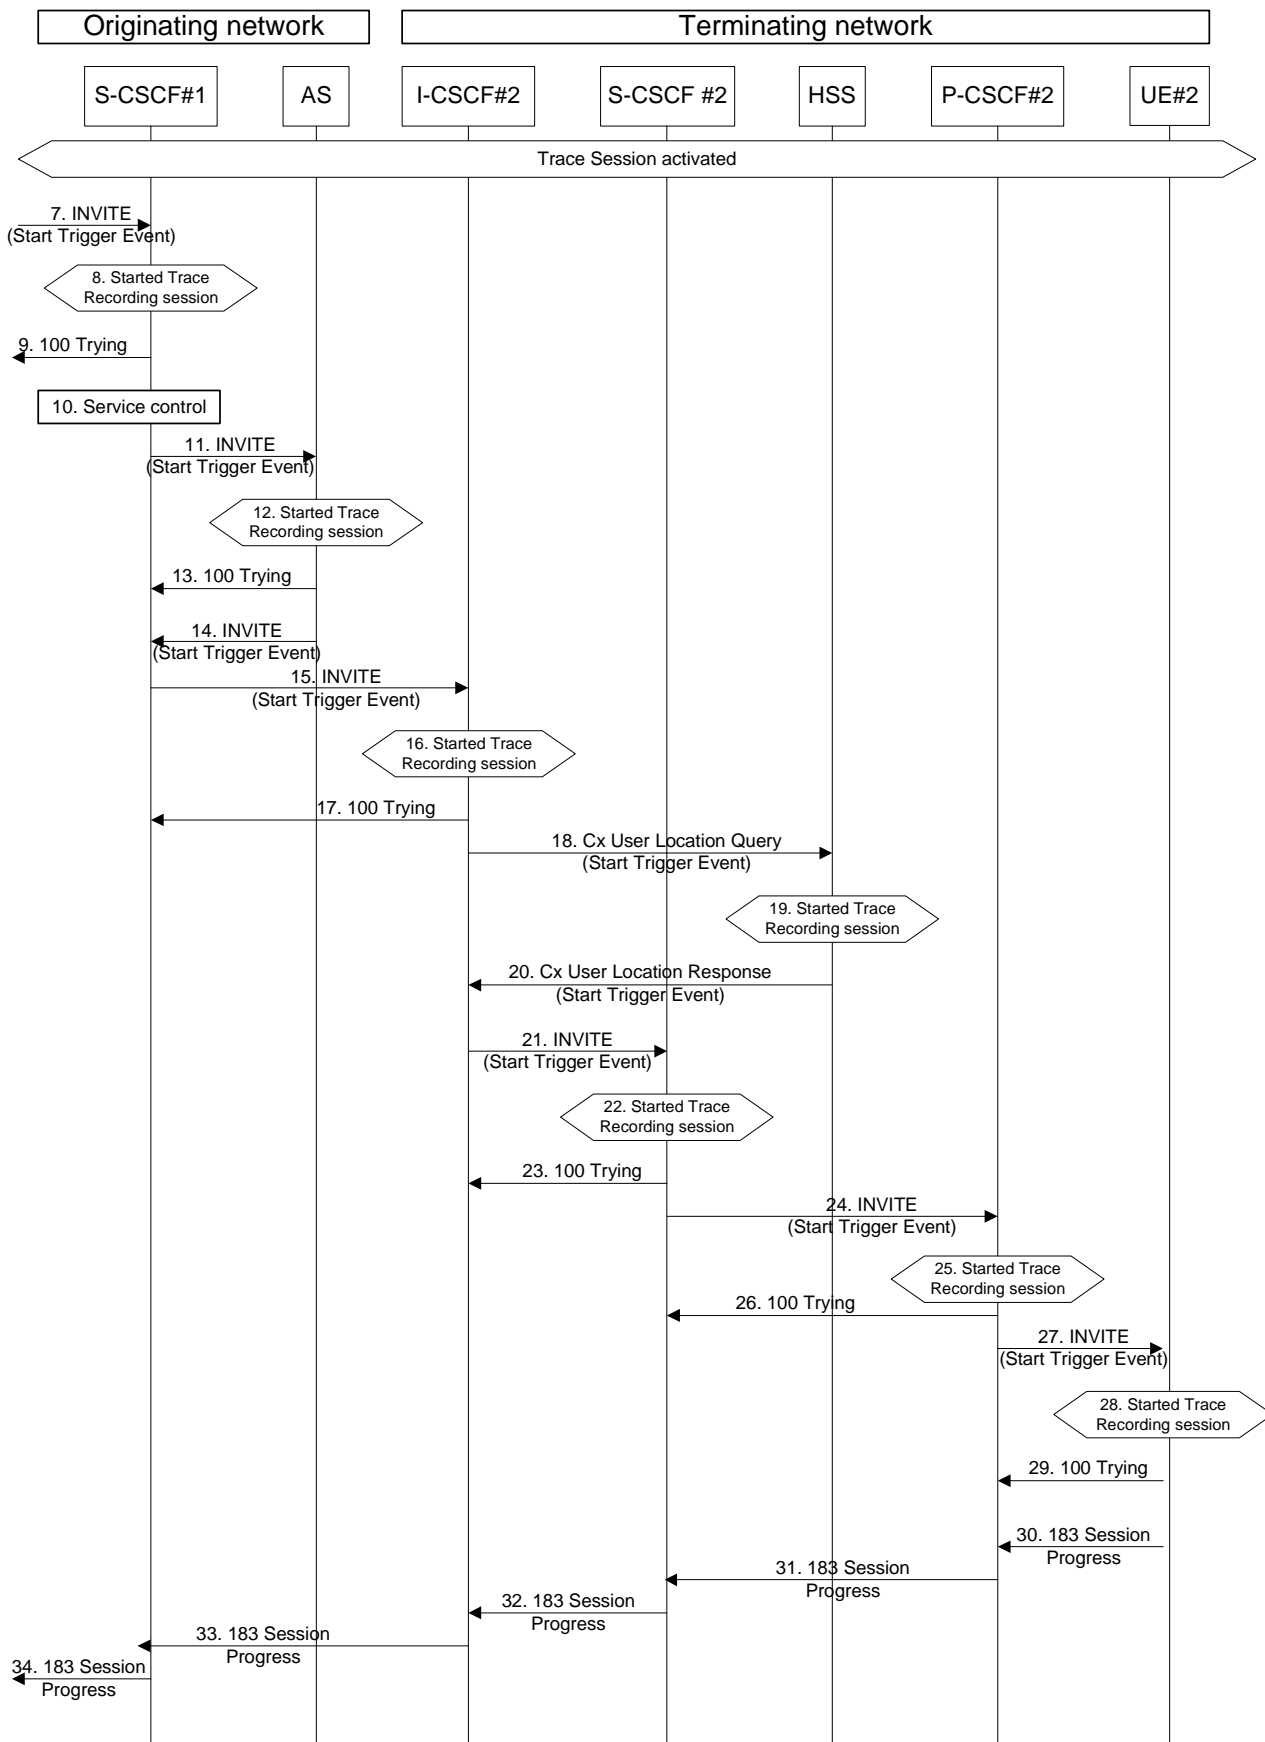 Originating network
Terminating network
S-CSCF#1
AS
I-CSCF#2
S-CSCF #2
HSS
P-CSCF#2
UE#2
Trace Session activated
7. INVITE
(Start Trigger Event)
8. Started Trace
Recording session
9. 100 Trying
10. Service control
11. INVITE
(Start Trigger Event)
12. Started Trace
Recording session
13. 100 Trying
14. INVITE
(Start Trigger Event)
15. INVITE
(Start Trigger Event)
16. Started Trace
Recording session
17. 100 Trying
18. Cx User Location Query
(Start Trigger Event)
19. Started Trace
Recording session
20. Cx User Location Response
(Start Trigger Event)
21. INVITE
(Start Trigger Event)
22. Started Trace
Recording session
23. 100 Trying
24. INVITE
(Start Trigger Event)
25. Started Trace
Recording session
26. 100 Trying
27. INVITE
(Start Trigger Event)
28. Started Trace
Recording session
29. 100 Trying
30. 183 Session
Progress
31. 183 Session
Progress
32. 183 Session
Progress
33. 183 Session
Progress
34. 183 Session
Progress